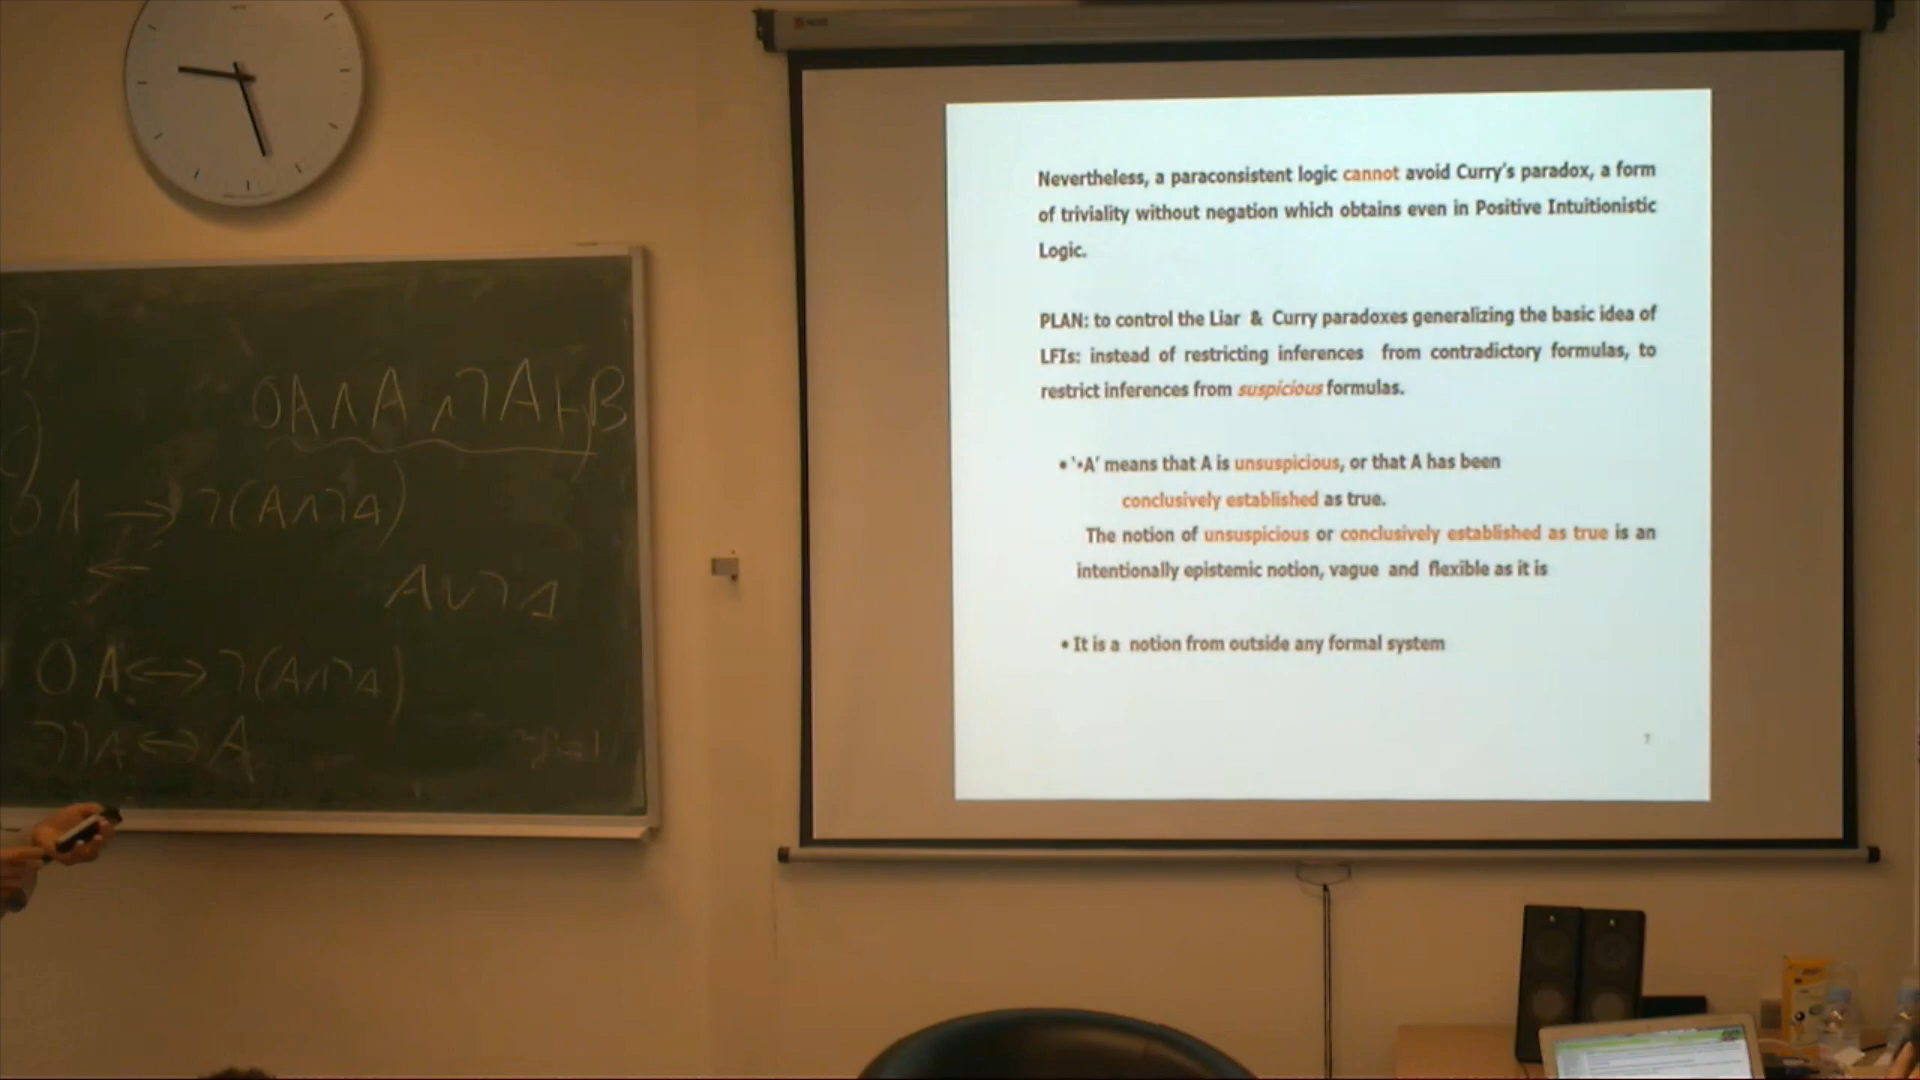 OA∧A∧¬A⊢B
OA → ¬(A∧¬A)
←
A∨¬A
OA ↔ ¬(A∧¬A)
¬¬A ↔ A
Nevertheless, a paraconsistent logic cannot avoid Curry's paradox, a form
of triviality without negation which obtains even in Positive Intuitionistic
Logic.
PLAN: to control the Liar & Curry paradoxes generalizing the basic idea of
LFIs: instead of restricting inferences from contradictory formulas, to
restrict inferences from suspicious formulas.
• '•A' means that A is unsuspicious, or that A has been
conclusively established as true.
The notion of unsuspicious or conclusively established as true is an
intentionally epistemic notion, vague and flexible as it is
• It is a notion from outside any formal system
7